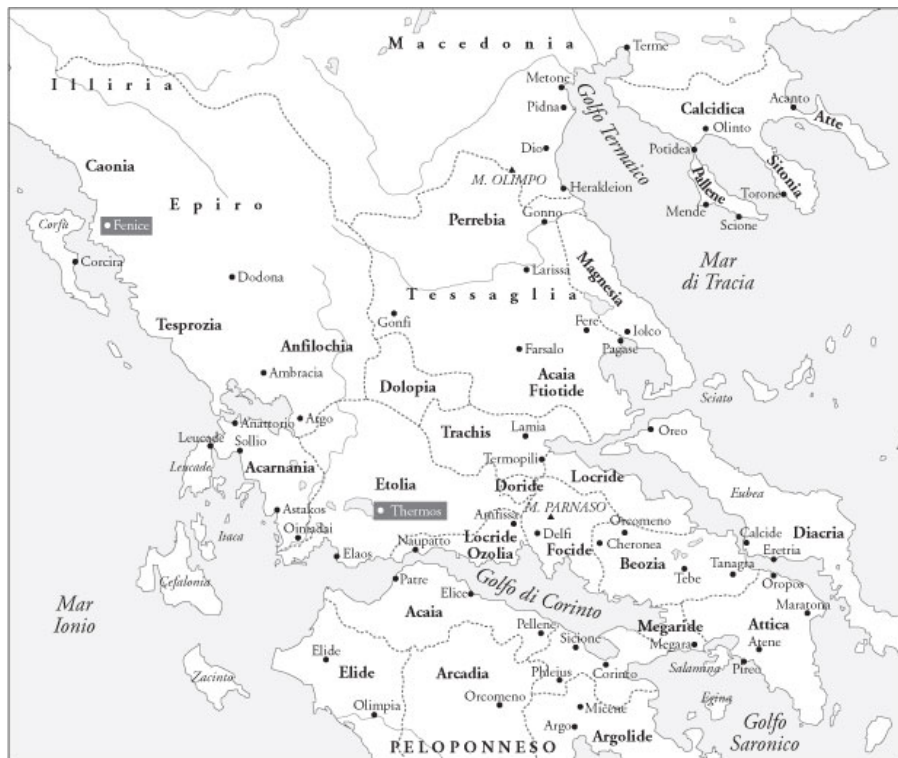 Macedonia
Terme
Illiria
Metone
Pidna
Golfo Termaico
Calcidica
Acanto
Atte
Olinto
Caonia
Dio
Potidea
M. OLIMPO
Sitonia
Epiro
Herakleion
Pallene
Torone
Corfù
Fenice
Perrebia
Gonno
Mende
Scione
Corcira
Dodona
Larissa
Magnesia
Mar
di Tracia
Tessaglia
Gonfi
Tesprozia
Fere
Iolco
Anfilochia
Farsalo
Pagase
Ambracia
Dolopia
Acaia
Ftiotide
Sciato
Anattorio
Argo
Trachis
Lamia
Oreo
Leucade
Sollio
Leucade
Acarnania
Termopili
Locride
Etolia
Doride
Eubea
Astakos
Thermos
M. PARNASO
Anfissa
Orcomeno
Oiniadai
Itaca
Delfi
Calcide
Diacria
Naupatto
Locride
Ozolia
Focide
Cheronea
Eretria
Elaos
Beozia
Tanagra
Cefalonia
Tebe
Oropos
Patre
Golfo di Corinto
Elice
Maratona
Mar
Ionio
Acaia
Pellene
Megaride
Attica
Sicione
Megara
Atene
Elide
Salamina
Pireo
Zacinto
Elide
Arcadia
Phleius
Corinto
Egina
Orcomeno
Olimpia
Micene
Argo
Argolide
Golfo
Saronico
PELOPONNESO